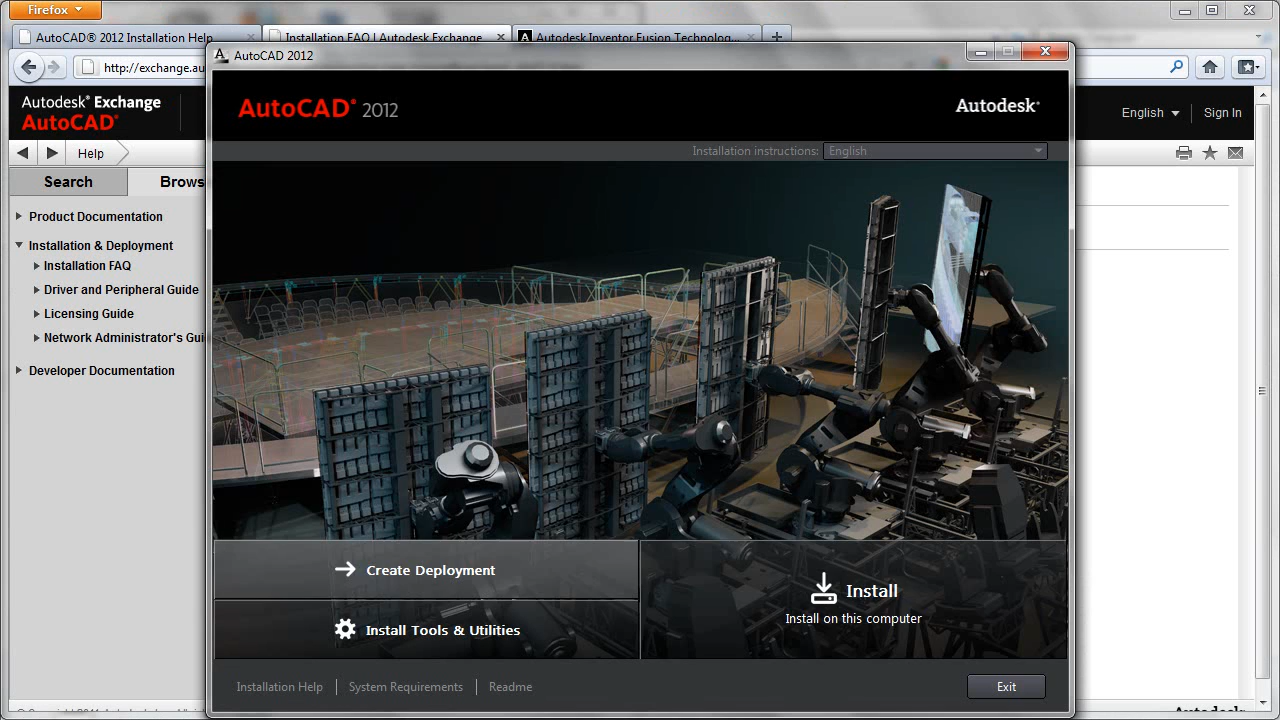 Firefox
AutoCAD® 2012 Installation Help
Installation FAQ | Autodesk Exchange
Autodesk Inventor Fusion Technolog...
AutoCAD 2012
http://exchange.au
Autodesk® Exchange
AutoCAD®
AutoCAD® 2012
Autodesk®
English
Sign In
Help
Installation instructions: English
Search
Brows
Product Documentation
Installation & Deployment
Installation FAQ
Driver and Peripheral Guide
Licensing Guide
Network Administrator's Gui
Developer Documentation
Create Deployment
Install Tools & Utilities
Install
Install on this computer
Installation Help
System Requirements
Readme
Exit